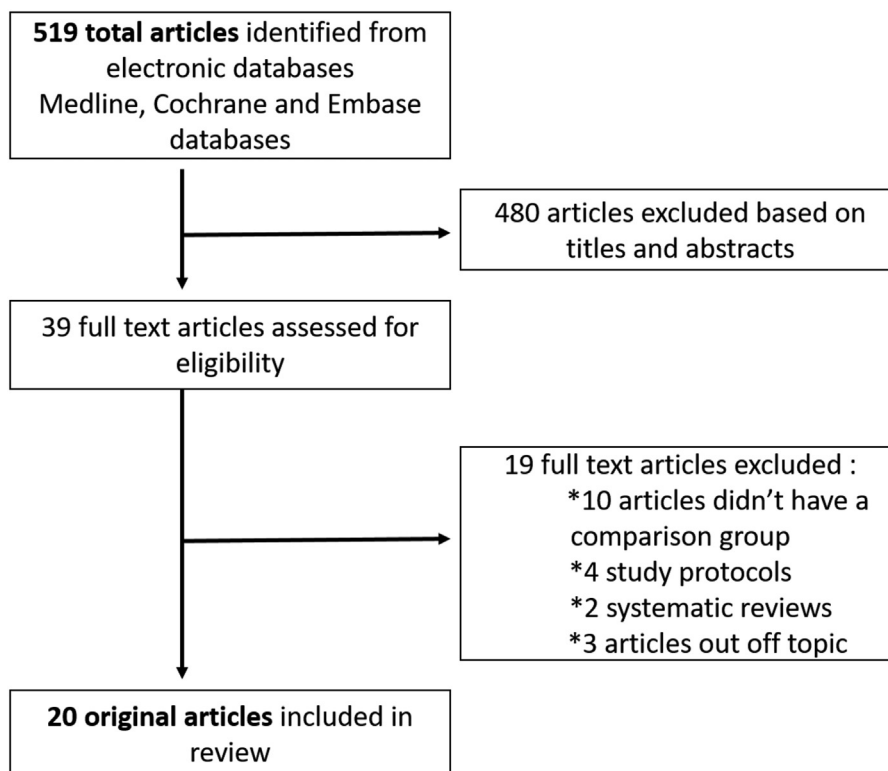 519 total articles identified from
electronic databases
Medline, Cochrane and Embase
databases
480 articles excluded based on
titles and abstracts
39 full text articles assessed for
eligibility
19 full text articles excluded :
*10 articles didn’t have a
comparison group
*4 study protocols
*2 systematic reviews
*3 articles out off topic
20 original articles included in
review